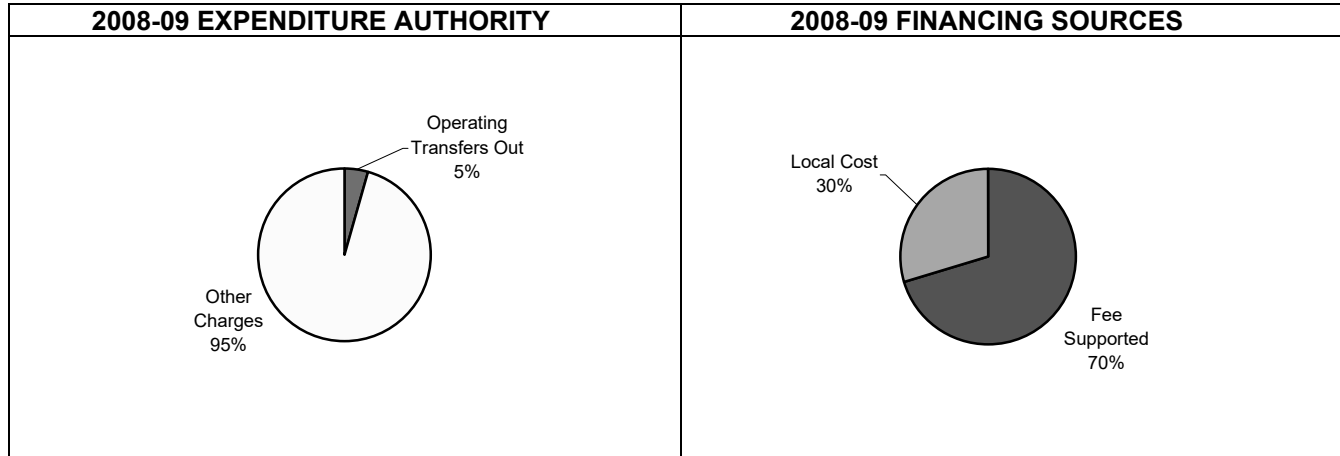 2008-09 EXPENDITURE AUTHORITY
Operating
Transfers Out
5%
Other
Charges
95%
2008-09 FINANCING SOURCES
Local Cost
30%
Fee
Supported
70%